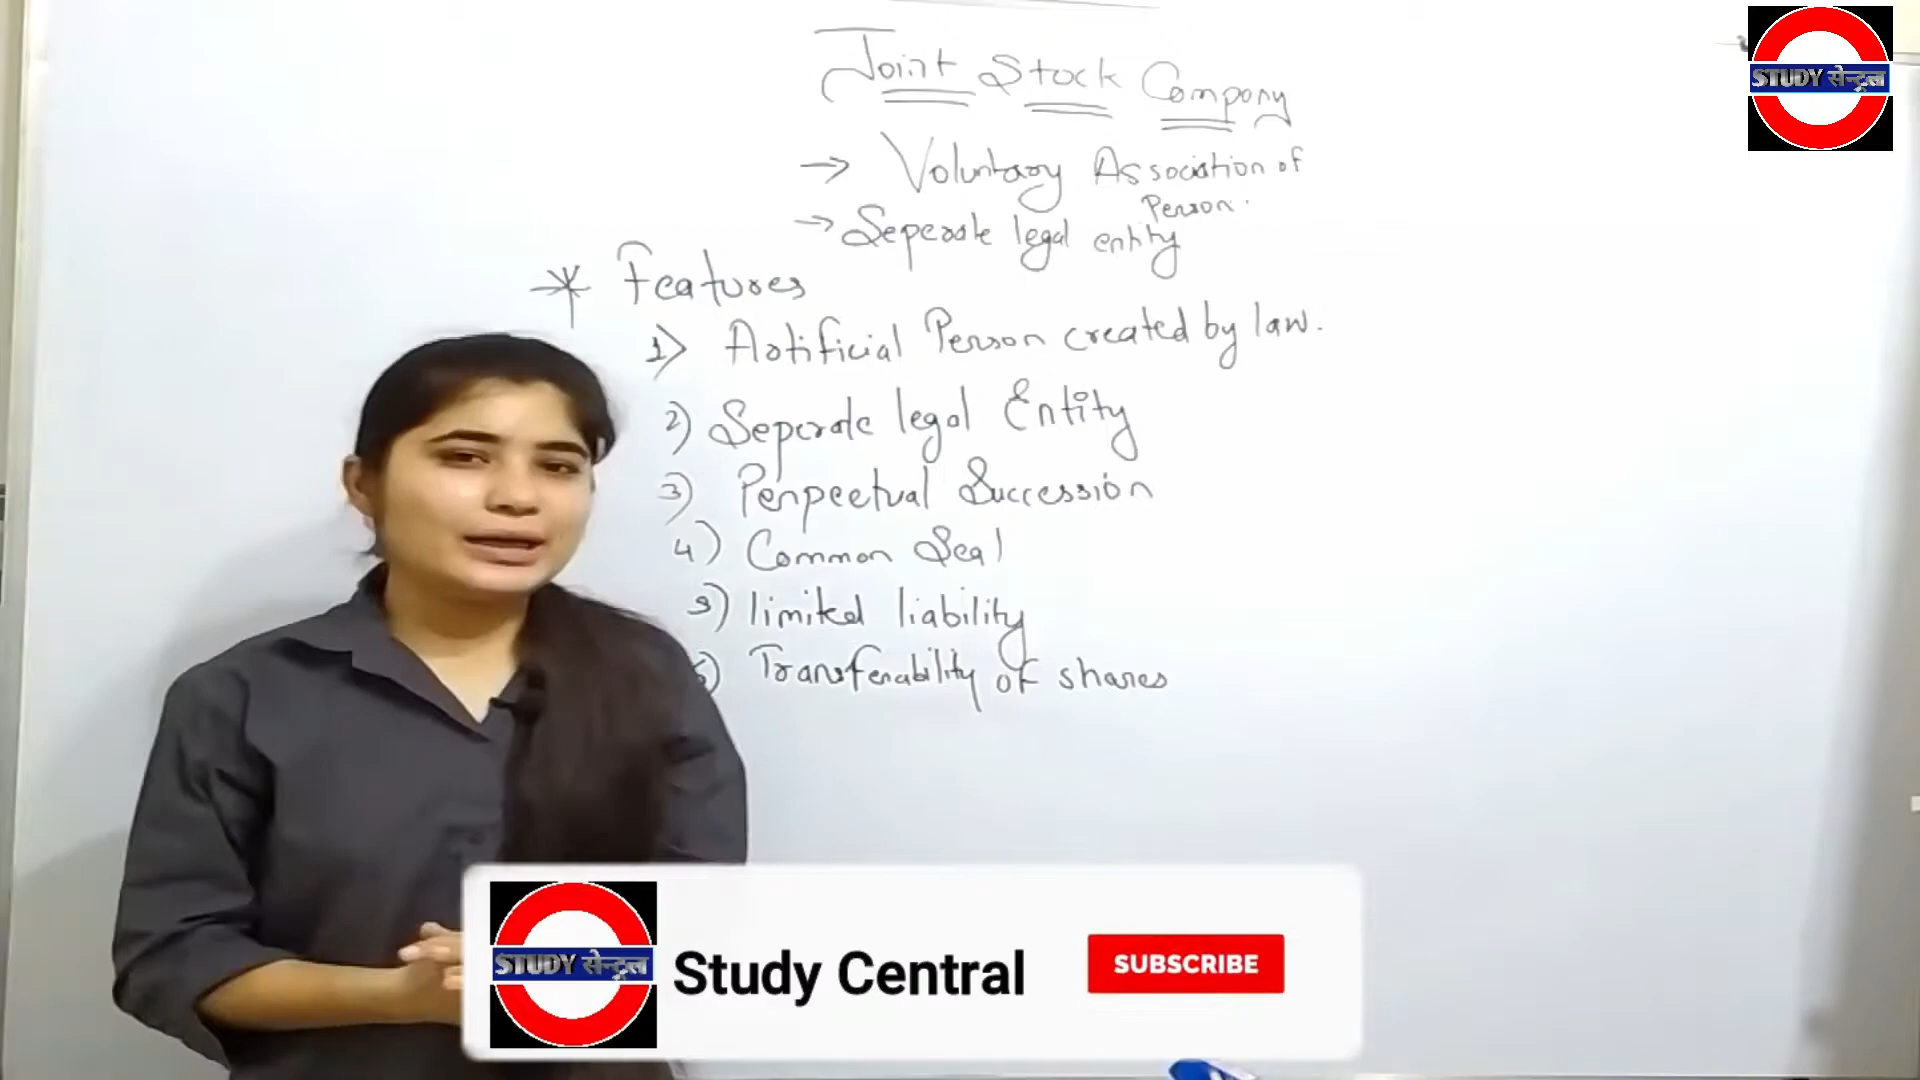 Joint Stock Company
→ Voluntary Association of
Person.
→ Seperate legal entity
* Features
1) Artificial Person created by law.
2) Seperate legal Entity
3) Perpeetual Succession
4) Common Seal
5) limited liability
6) Transferability of shares
STUDY सेन्ट्रल
STUDY सेन्ट्रल
Study Central
SUBSCRIBE